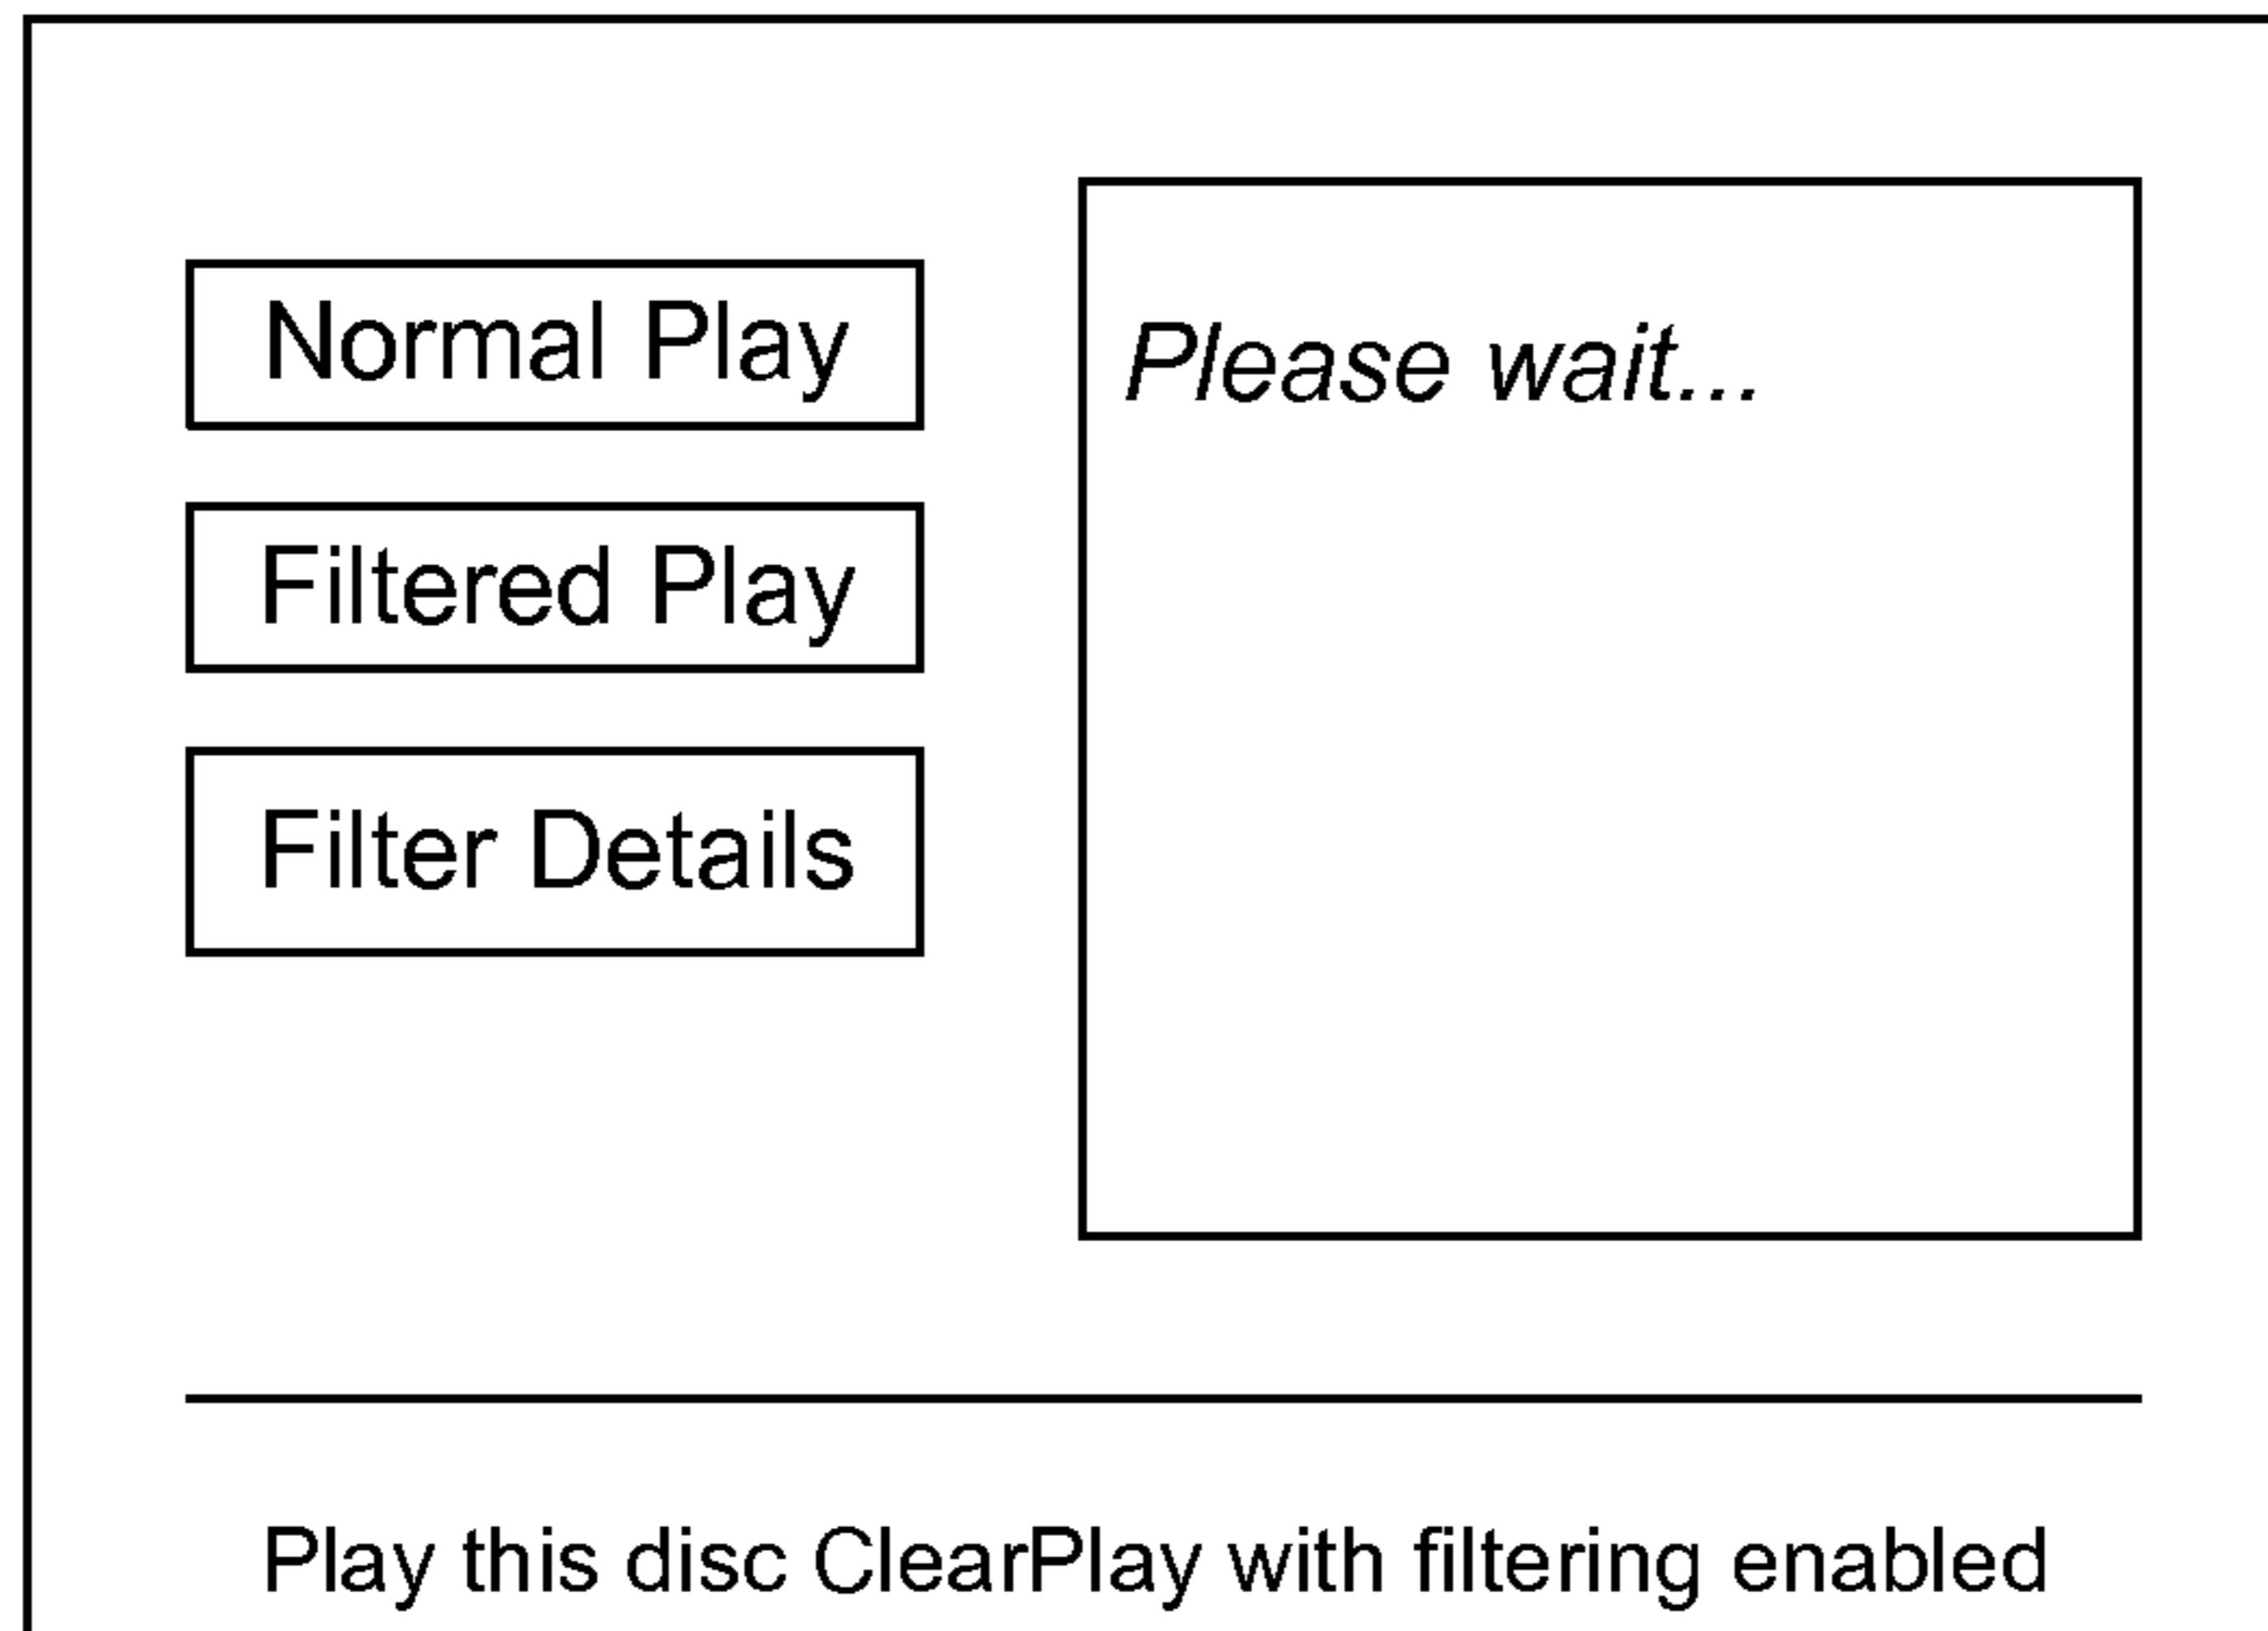 Normal Play
Please wait...
Filtered Play
Filter Details
Play this disc ClearPlay with filtering enabled